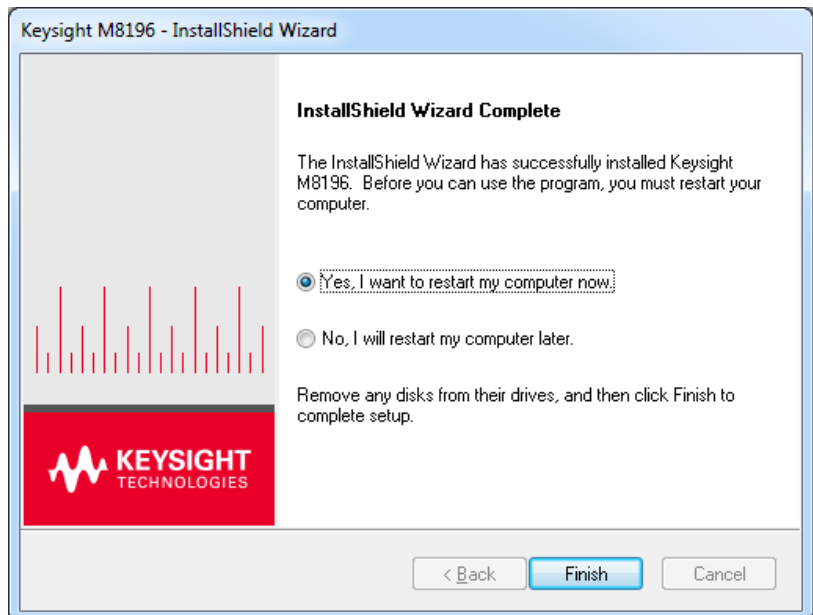 Keysight M8196 - InstallShield Wizard
InstallShield Wizard Complete
The InstallShield Wizard has successfully installed Keysight
M8196.  Before you can use the program, you must restart your
computer.
Yes, I want to restart my computer now.
No, I will restart my computer later.
Remove any disks from their drives, and then click Finish to
complete setup.
KEYSIGHT
TECHNOLOGIES
< Back
Finish
Cancel